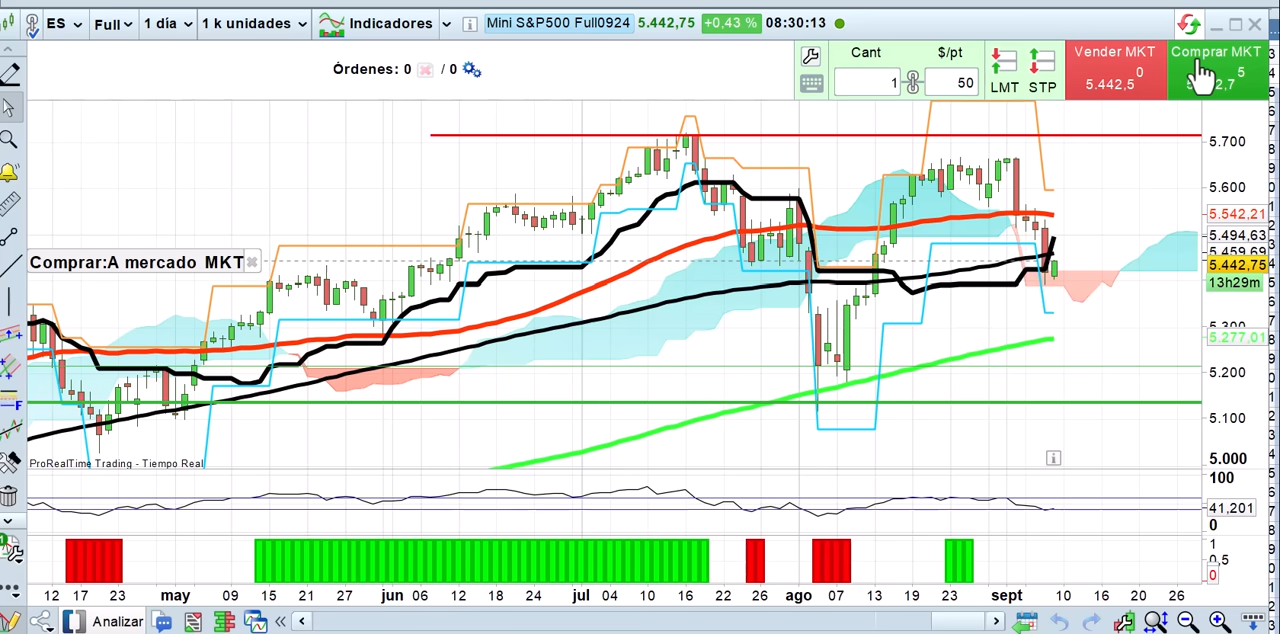 ES Full 1 dia 1 k unidades Indicadores Mini S&P500 Full0924 5.442,75 +0,43 % 08:30:13
Órdenes: 0 / 0
Cant $/pt
1 50
LMT STP
Vender MKT
5.442,5 0
Comprar MKT
5
Comprar:A mercado MKT
5.700
5.600
5.542,21
5.494,63
5.442,75
13h29m
5.300
5.277,01
5.200
5.100
5.000
ProRealTime Trading - Tiempo Real
100
41,201
0
1
0,5
0
12 17 23 may 09 15 21 27 jun 06 12 18 24 jul 04 10 16 22 26 ago 07 13 19 23 sept 10 16 20 26
Analizar